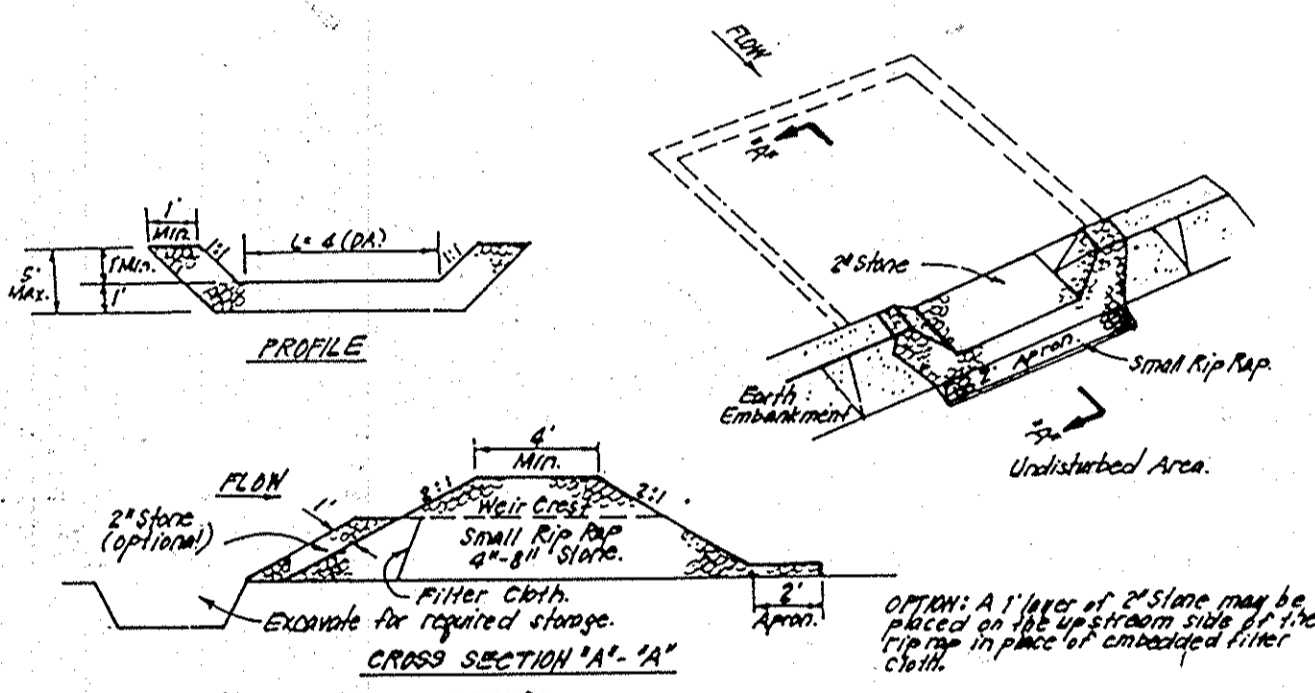 1'
Min.
1:1
L= 4 (DA)
1:1
5'
MAX.
1' Min.
1'
PROFILE
FLOW
"A"
2" Stone
2'
Apron.
Small Rip Rap.
Earth
Embankment
"A"
Undisturbed Area.
4'
Min.
FLOW
2:1
2:1
1'
2" Stone
(optional)
Weir Crest
Small Rip Rap
4"-8" Stone.
Filter Cloth.
Excavate for required storage.
2'
Apron.
CROSS SECTION "A"-"A"
OPTION: A 1' layer of 2" Stone may be
placed on the upstream side of the
rip rap in place of embedded filter
cloth.